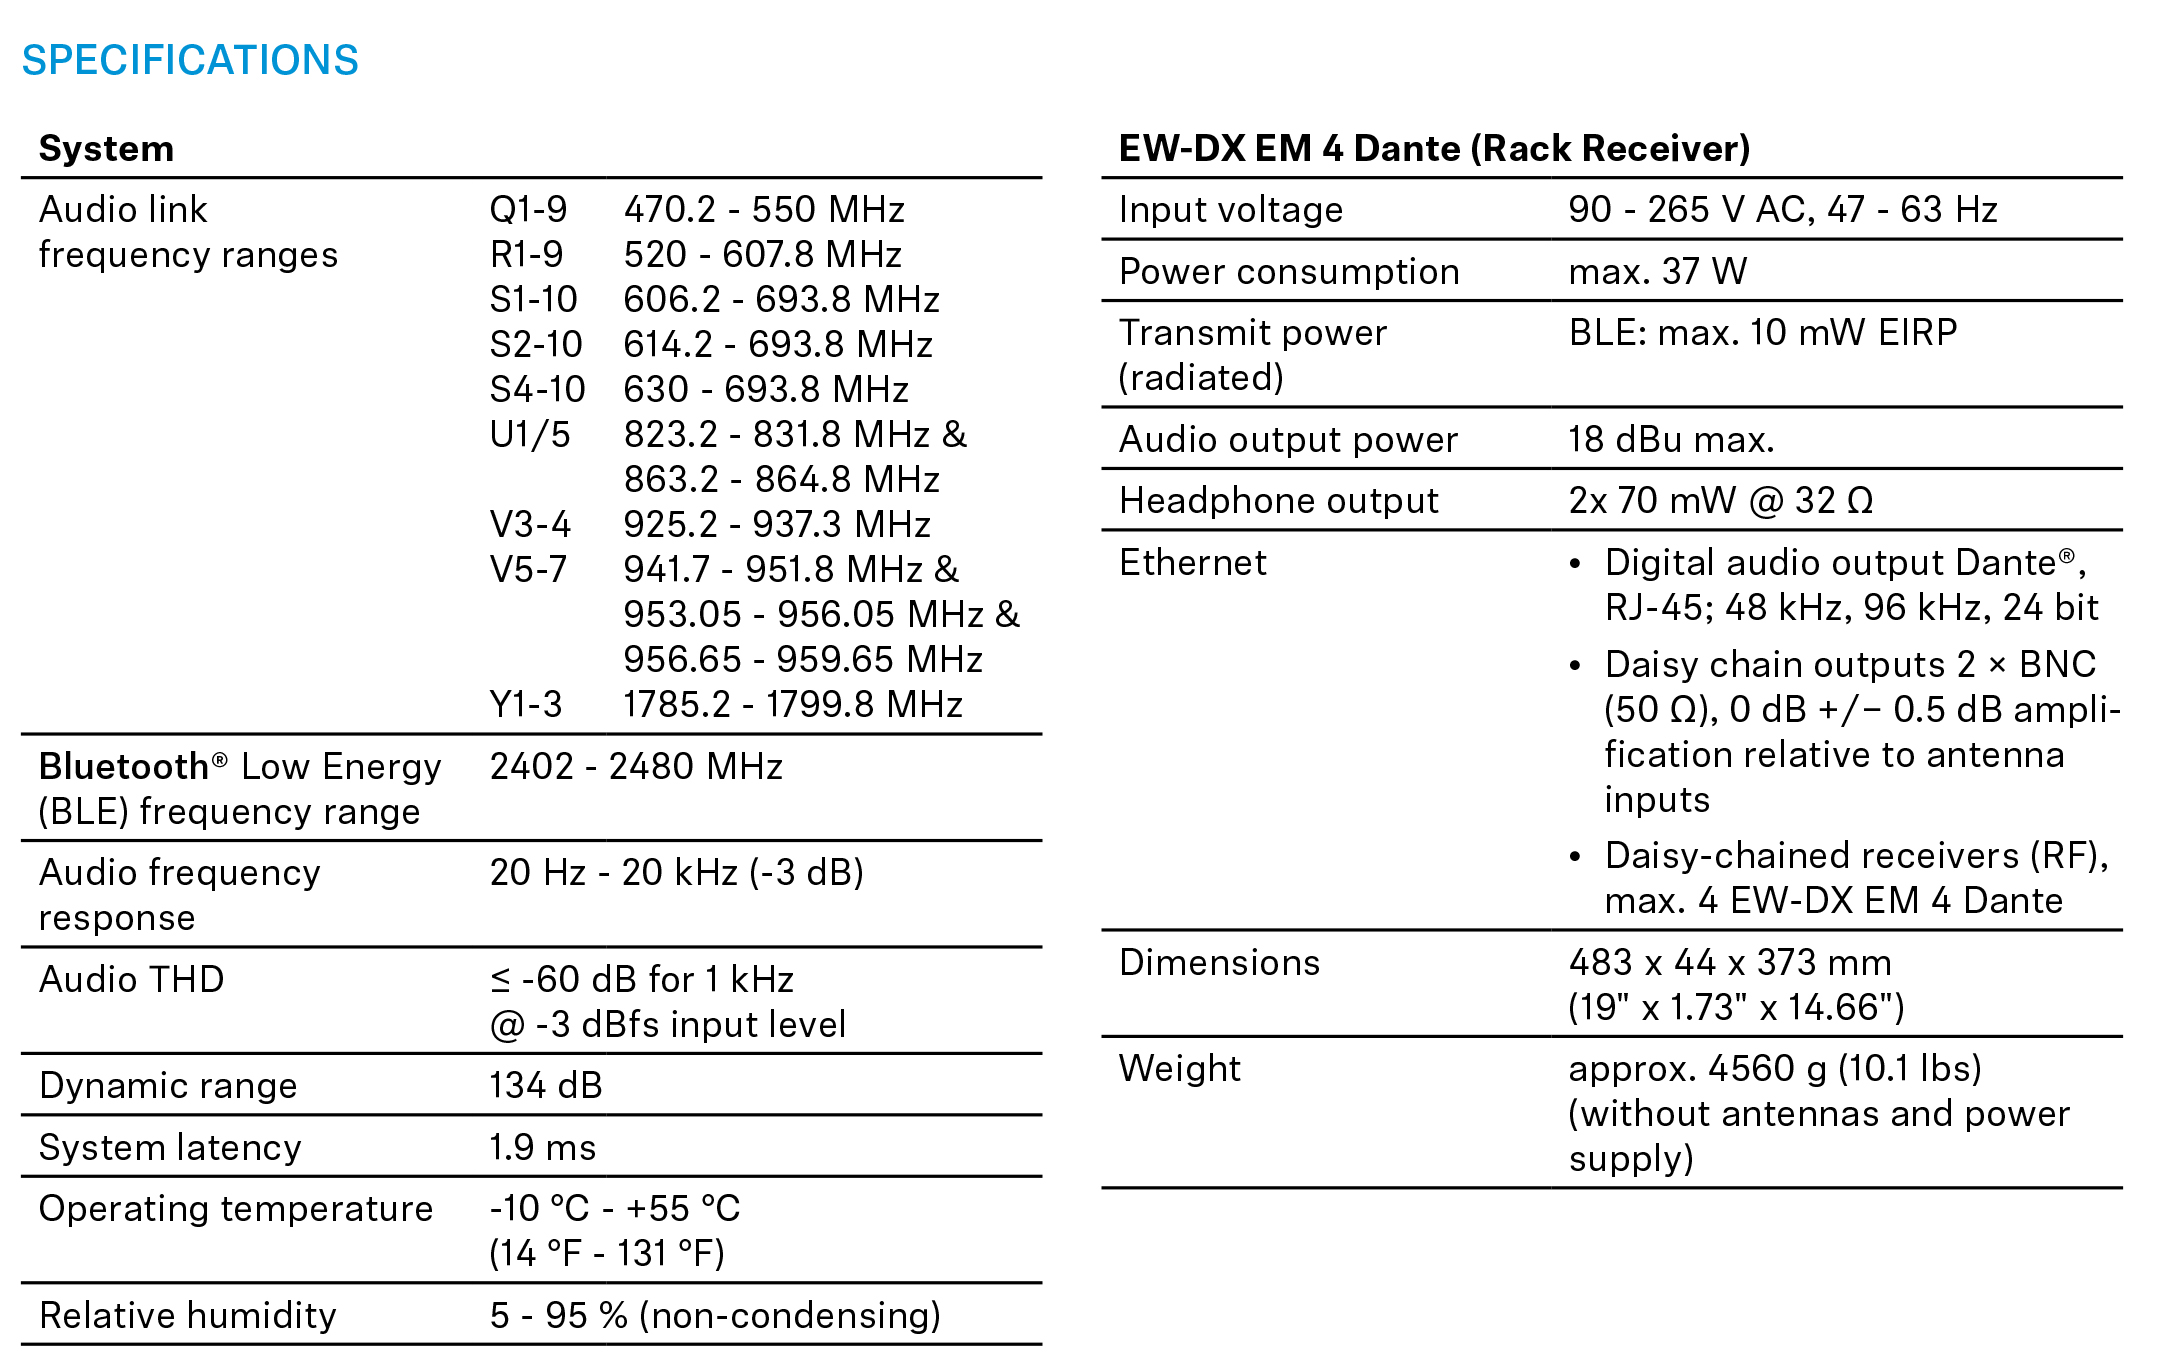 SPECIFICATIONS
System
Audio link
frequency ranges
Q1-9 470.2 - 550 MHz
R1-9 520 - 607.8 MHz
S1-10 606.2 - 693.8 MHz
S2-10 614.2 - 693.8 MHz
S4-10 630 - 693.8 MHz
U1/5 823.2 - 831.8 MHz &
863.2 - 864.8 MHz
V3-4 925.2 - 937.3 MHz
V5-7 941.7 - 951.8 MHz &
953.05 - 956.05 MHz &
956.65 - 959.65 MHz
Y1-3 1785.2 - 1799.8 MHz
Bluetooth® Low Energy
(BLE) frequency range
2402 - 2480 MHz
Audio frequency
response
20 Hz - 20 kHz (-3 dB)
Audio THD
≤ -60 dB for 1 kHz
@ -3 dBfs input level
Dynamic range 134 dB
System latency 1.9 ms
Operating temperature
-10 °C - +55 °C
(14 °F - 131 °F)
Relative humidity 5 - 95 % (non-condensing)
EW-DX EM 4 Dante (Rack Receiver)
Input voltage 90 - 265 V AC, 47 - 63 Hz
Power consumption max. 37 W
Transmit power
(radiated)
BLE: max. 10 mW EIRP
Audio output power 18 dBu max.
Headphone output 2x 70 mW @ 32 Ω
Ethernet
• Digital audio output Dante®,
RJ-45; 48 kHz, 96 kHz, 24 bit
• Daisy chain outputs 2 × BNC
(50 Ω), 0 dB +/− 0.5 dB ampli-
fication relative to antenna
inputs
• Daisy-chained receivers (RF),
max. 4 EW-DX EM 4 Dante
Dimensions
483 x 44 x 373 mm
(19" x 1.73" x 14.66")
Weight
approx. 4560 g (10.1 lbs)
(without antennas and power
supply)